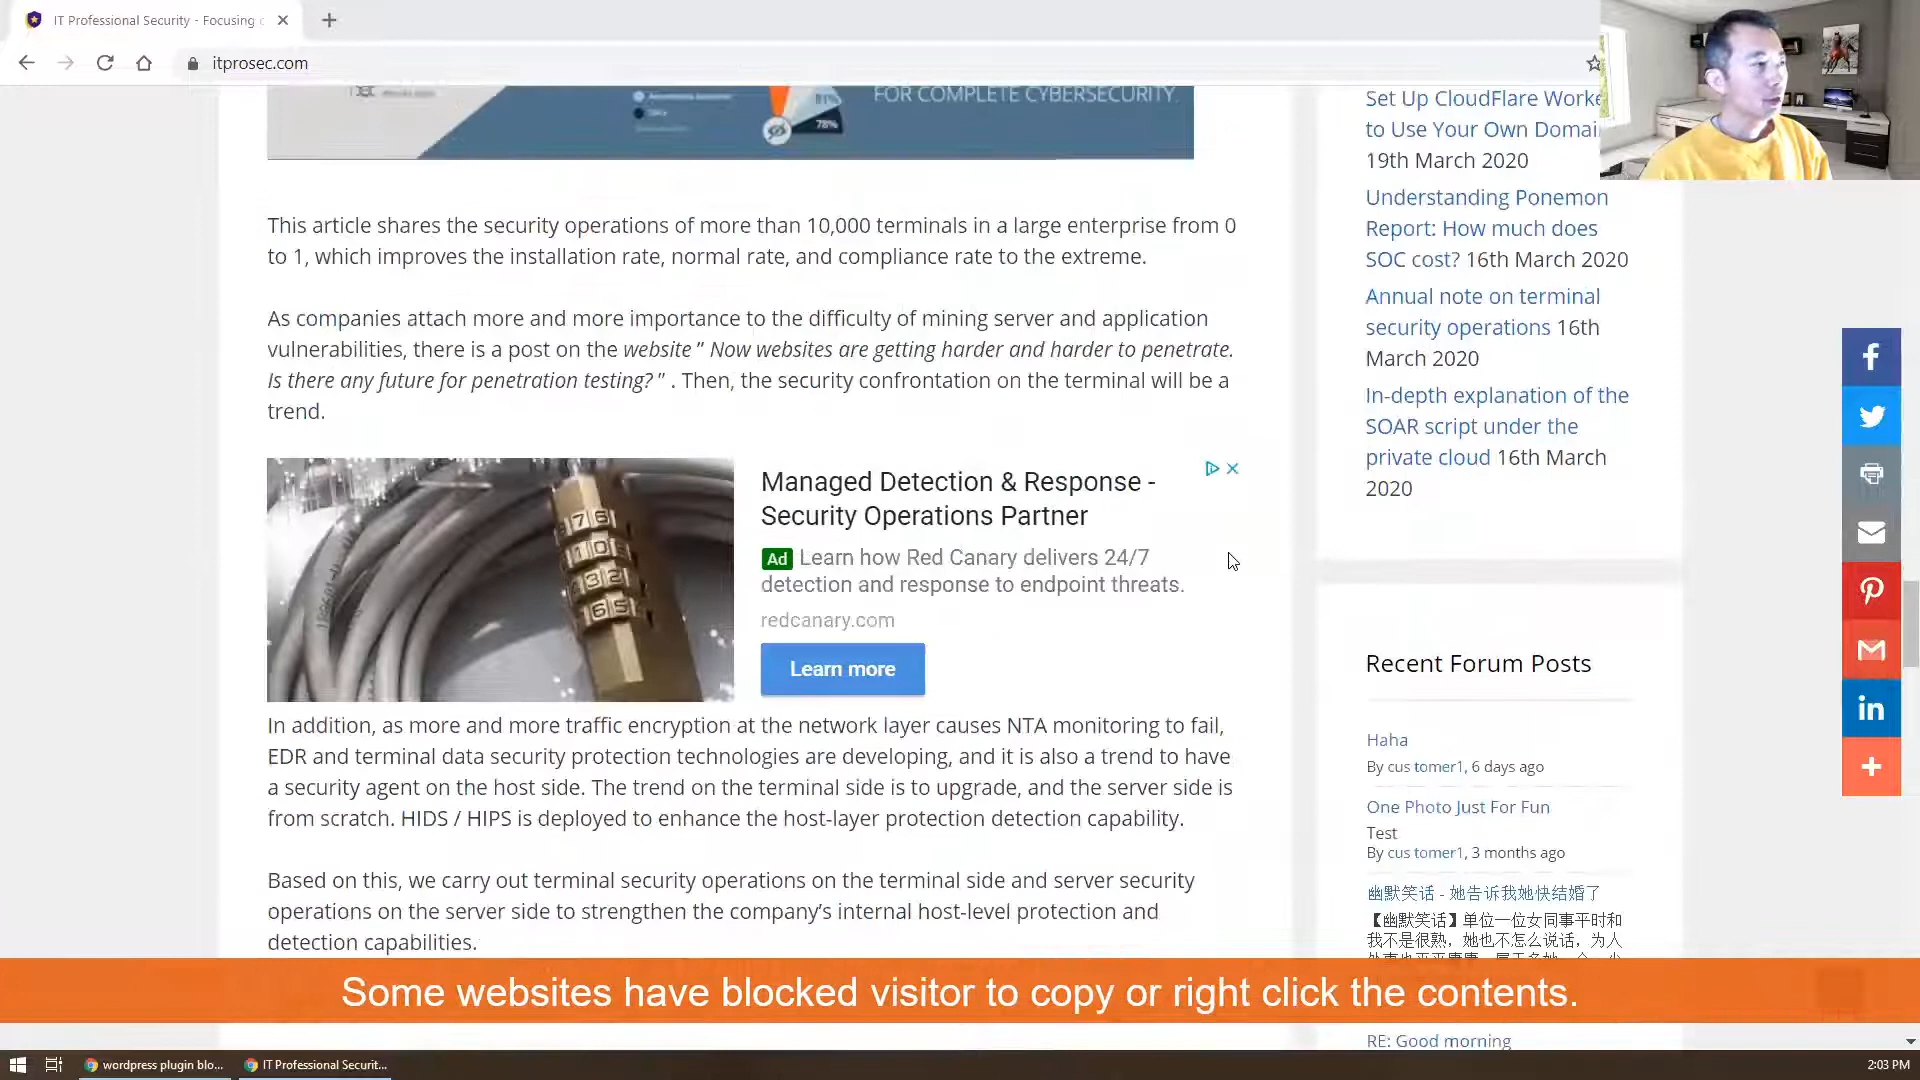 IT Professional Security - Focusing
itprosec.com
81%
78%
FOR COMPLETE CYBERSECURITY.
This article shares the security operations of more than 10,000 terminals in a large enterprise from 0
to 1, which improves the installation rate, normal rate, and compliance rate to the extreme.
As companies attach more and more importance to the difficulty of mining server and application
vulnerabilities, there is a post on the website " Now websites are getting harder and harder to penetrate.
Is there any future for penetration testing? " . Then, the security confrontation on the terminal will be a
trend.
Managed Detection & Response -
Security Operations Partner
Ad Learn how Red Canary delivers 24/7
detection and response to endpoint threats.
redcanary.com
Learn more
In addition, as more and more traffic encryption at the network layer causes NTA monitoring to fail,
EDR and terminal data security protection technologies are developing, and it is also a trend to have
a security agent on the host side. The trend on the terminal side is to upgrade, and the server side is
from scratch. HIDS / HIPS is deployed to enhance the host-layer protection detection capability.
Based on this, we carry out terminal security operations on the terminal side and server security
operations on the server side to strengthen the company's internal host-level protection and
detection capabilities.
Set Up CloudFlare Worke
to Use Your Own Domai
19th March 2020
Understanding Ponemon
Report: How much does
SOC cost? 16th March 2020
Annual note on terminal
security operations 16th
March 2020
In-depth explanation of the
SOAR script under the
private cloud 16th March
2020
Recent Forum Posts
Haha
By cus tomer1, 6 days ago
One Photo Just For Fun
Test
By cus tomer1, 3 months ago
幽默笑话 - 她告诉我她快结婚了
【幽默笑话】单位一位女同事平时和
我不是很熟，她也不怎么说话，为人
Some websites have blocked visitor to copy or right click the contents.
RE: Good morning
wordpress plugin blo...
IT Professional Securit...
2:03 PM